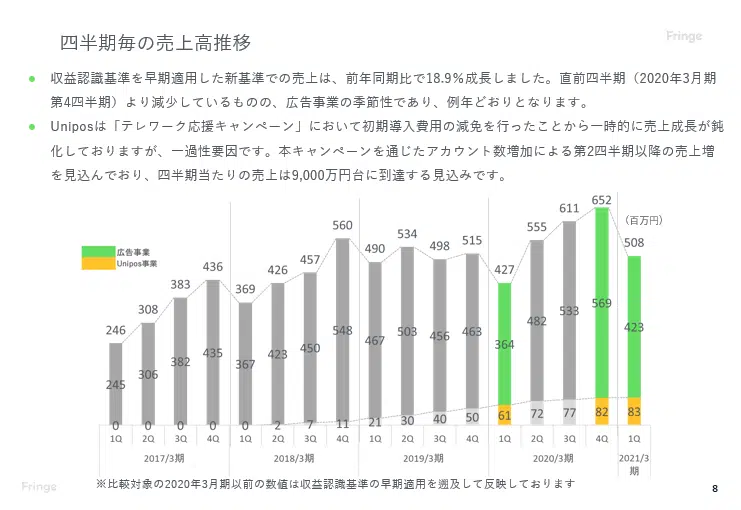 四半期毎の売上高推移
Fringe
収益認識基準を早期適用した新基準での売上は、前年同期比で18.9%成長しました。直前四半期（2020年3月期
第4四半期）より減少しているものの、広告事業の季節性であり、例年どおりとなります。
Uniposは「テレワーク応援キャンペーン」において初期導入費用の減免を行ったことから一時的に売上成長が鈍
化しておりますが、一過性要因です。本キャンペーンを通じたアカウント数増加による第2四半期以降の売上増
を見込んでおり、四半期当たりの売上は9,000万円台に到達する見込みです。
（百万円）
広告事業
Unipos事業
246 308 383 436 369 426 457 560 490 534 498 515 427 555 611 652 508
245 306 382 435 367 423 450 548 467 503 456 463 364 482 533 569 423
0 0 0 0 0 2 7 11 21 30 40 50 61 72 77 82 83
1Q 2Q 3Q 4Q 1Q 2Q 3Q 4Q 1Q 2Q 3Q 4Q 1Q 2Q 3Q 4Q 1Q
2017/3期 2018/3期 2019/3期 2020/3期 2021/3
期
※比較対象の2020年3月期以前の数値は収益認識基準の早期適用を遡及して反映しております
Fringe
8